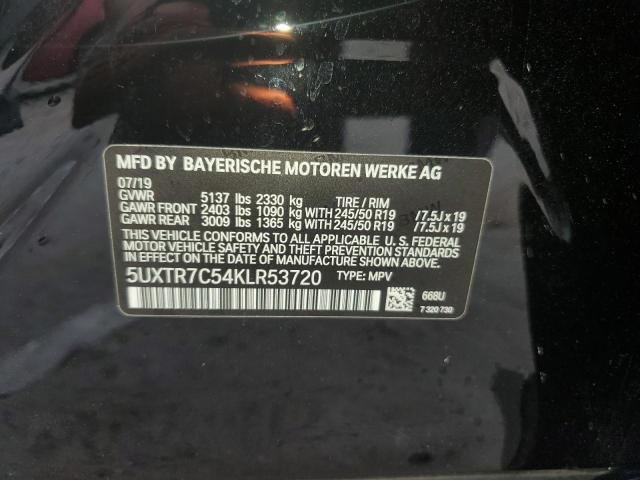 MFD BY BAYERISCHE MOTOREN WERKE AG
07/19
GVWR 5137 lbs 2330 kg TIRE / RIM
GAWR FRONT 2403 lbs 1090 kg WITH 245/50 R19 /7.5J x 19
GAWR REAR 3009 lbs 1365 kg WITH 245/50 R19 /7.5J x 19
THIS VEHICLE CONFORMS TO ALL APPLICABLE U. S. FEDERAL
MOTOR VEHICLE SAFETY, BUMPER, AND THEFT PREVENTION
STANDARDS IN EFFECT ON THE DATE OF
MANUFACTURE SHOWN ABOVE.
5UXTR7C54KLR53720 TYPE: MPV
668U
7 320 730